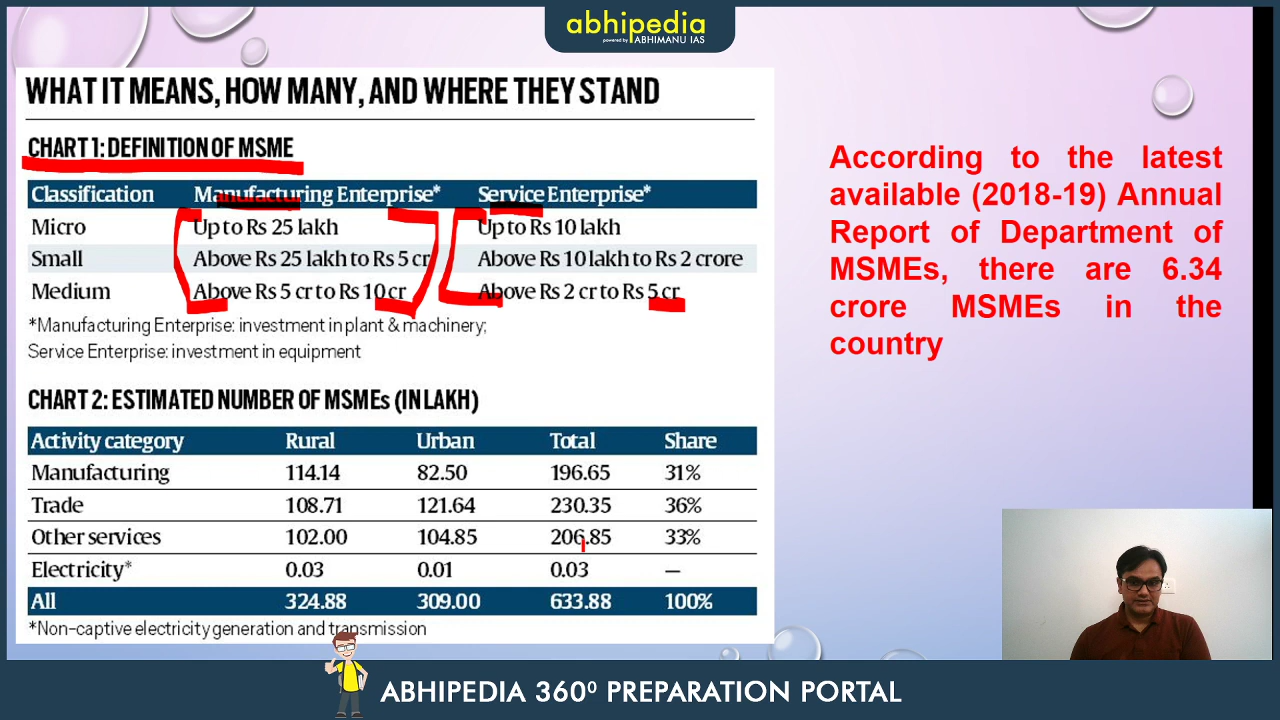 abhipedia
powered by ABHIMANU IAS
WHAT IT MEANS, HOW MANY, AND WHERE THEY STAND
CHART 1: DEFINITION OF MSME
Classification Manufacturing Enterprise* Service Enterprise*
Micro Up to Rs 25 lakh Up to Rs 10 lakh
Small Above Rs 25 lakh to Rs 5 cr Above Rs 10 lakh to Rs 2 crore
Medium Above Rs 5 cr to Rs 10 cr Above Rs 2 cr to Rs 5 cr
*Manufacturing Enterprise: investment in plant & machinery;
Service Enterprise: investment in equipment
CHART 2: ESTIMATED NUMBER OF MSMEs (IN LAKH)
Activity category Rural Urban Total Share
Manufacturing 114.14 82.50 196.65 31%
Trade 108.71 121.64 230.35 36%
Other services 102.00 104.85 206.85 33%
Electricity* 0.03 0.01 0.03 —
All 324.88 309.00 633.88 100%
*Non-captive electricity generation and transmission
According to the latest
available (2018-19) Annual
Report of Department of
MSMEs, there are 6.34
crore MSMEs in the
country
ABHIPEDIA 360⁰ PREPARATION PORTAL